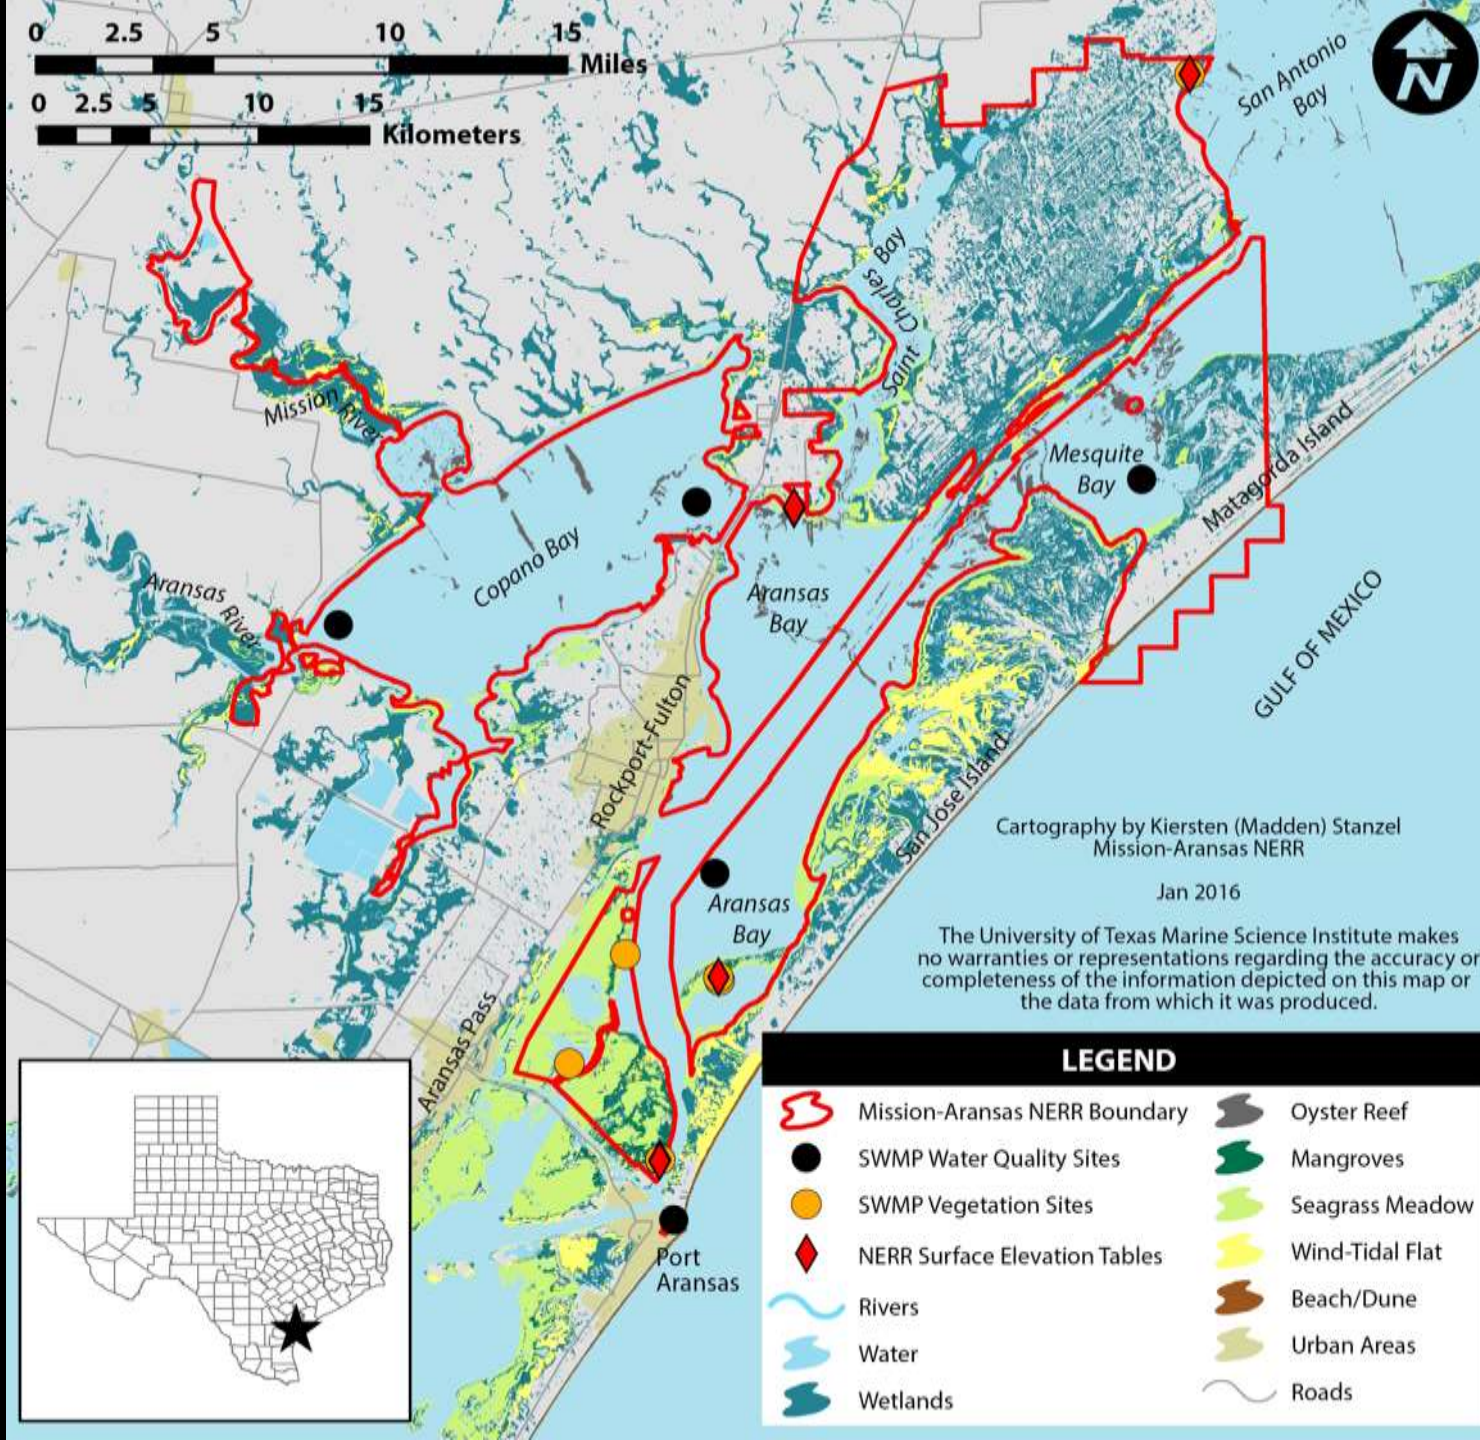 0 2.5 5 10 15
Miles
0 2.5 5 10 15
Kilometers
N
San Antonio
Bay
Saint Charles Bay
Mission River
Mesquite
Bay
Matagorda Island
Copano Bay
Aransas River
Aransas
Bay
GULF OF MEXICO
Rockport-Fulton
San Jose Island
Cartography by Kiersten (Madden) Stanzel
Mission-Aransas NERR
Jan 2016
Aransas
Bay
The University of Texas Marine Science Institute makes
no warranties or representations regarding the accuracy or
completeness of the information depicted on this map or
the data from which it was produced.
Aransas Pass
Port
Aransas
LEGEND
Mission-Aransas NERR Boundary
SWMP Water Quality Sites
SWMP Vegetation Sites
NERR Surface Elevation Tables
Rivers
Water
Wetlands
Oyster Reef
Mangroves
Seagrass Meadow
Wind-Tidal Flat
Beach/Dune
Urban Areas
Roads